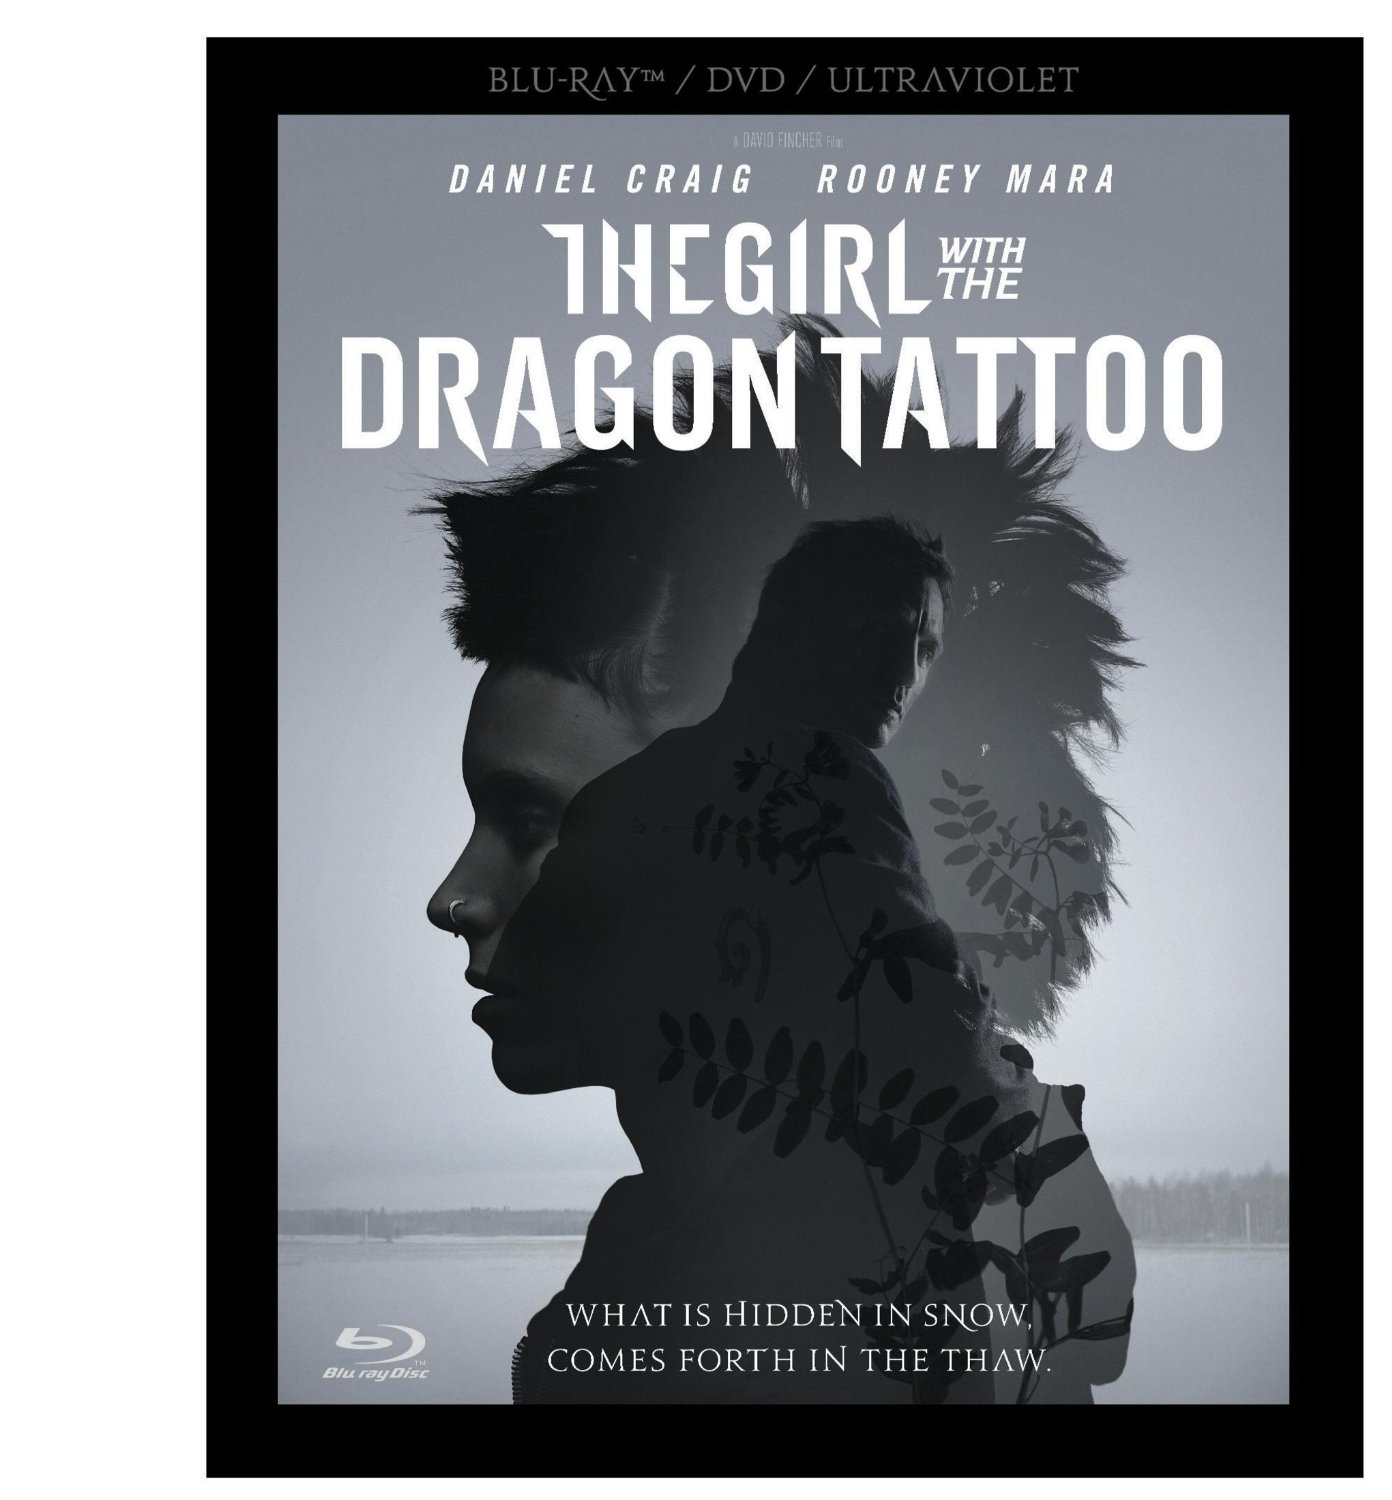 BLU-RAY™ / DVD / ULTRAVIOLET
A DAVID FINCHER Film
DANIEL CRAIG ROONEY MARA
THE GIRL WITH THE
DRAGON TATTOO
WHAT IS HIDDEN IN SNOW,
COMES FORTH IN THE THAW.
Blu-ray Disc™